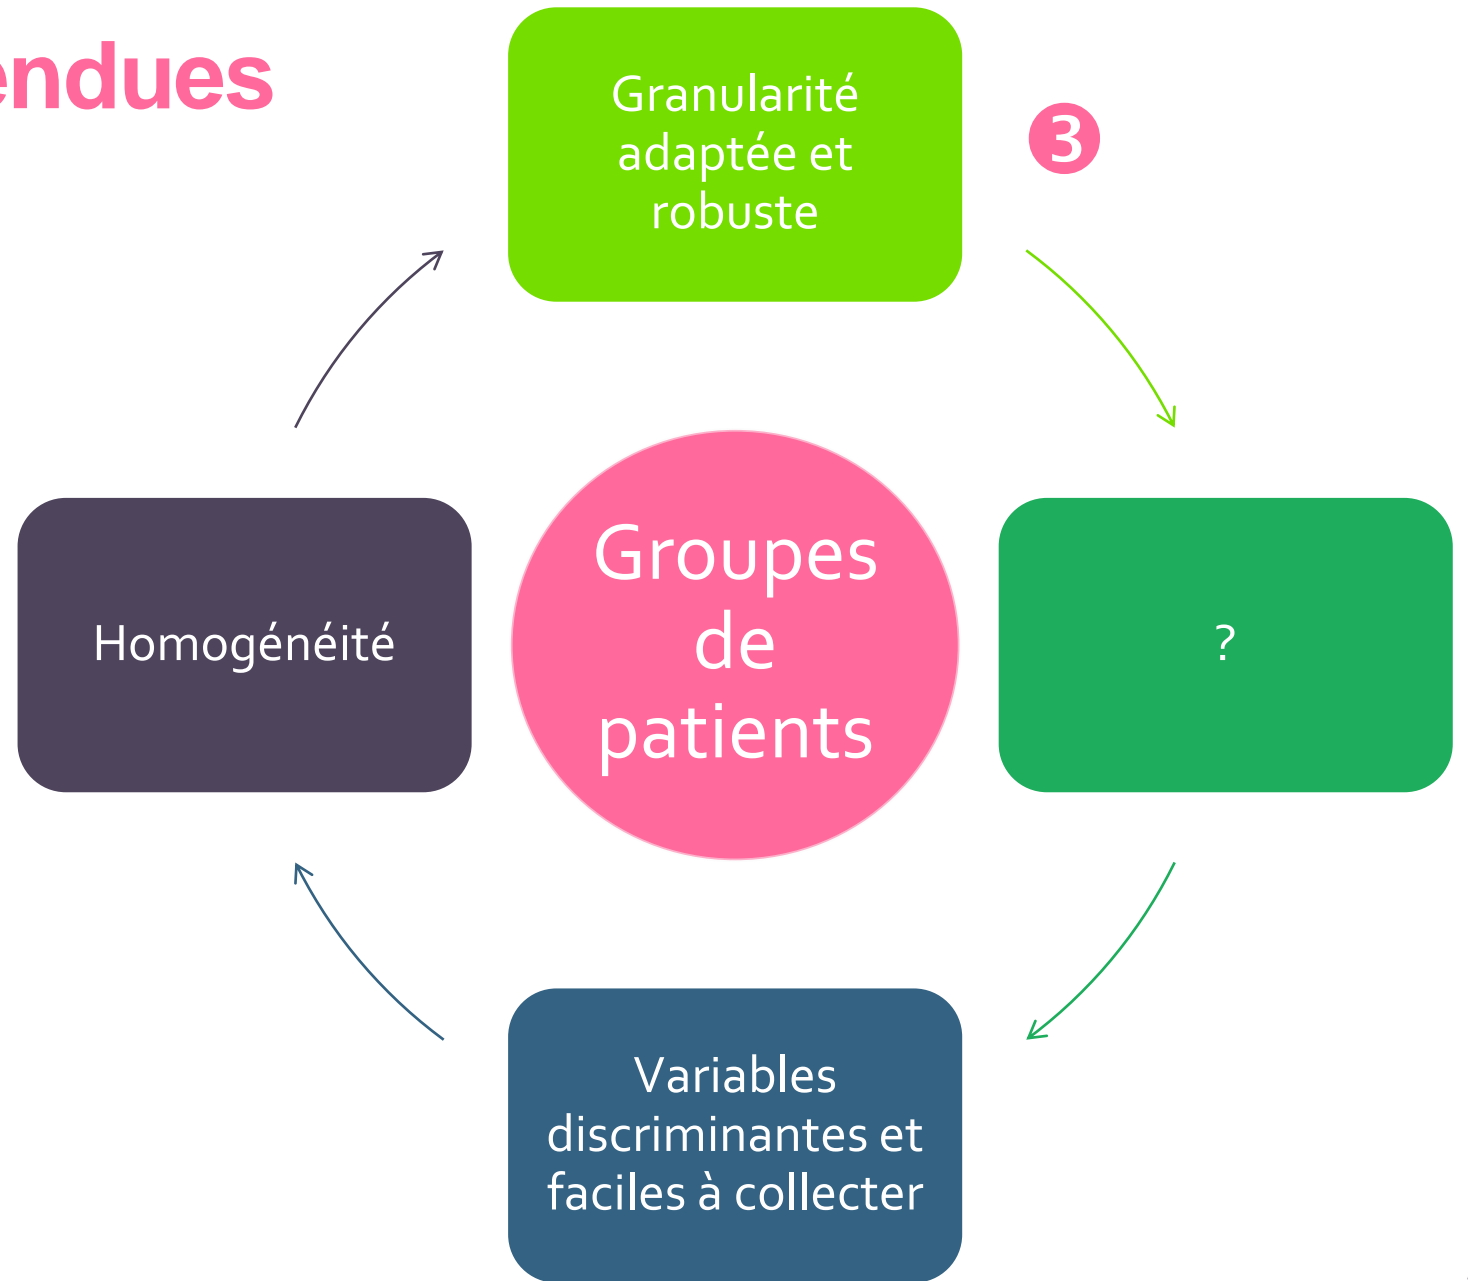 endues
Granularité
adaptée et
robuste
3
Homogénéité
Groupes
de
patients
?
Variables
discriminantes et
faciles à collecter